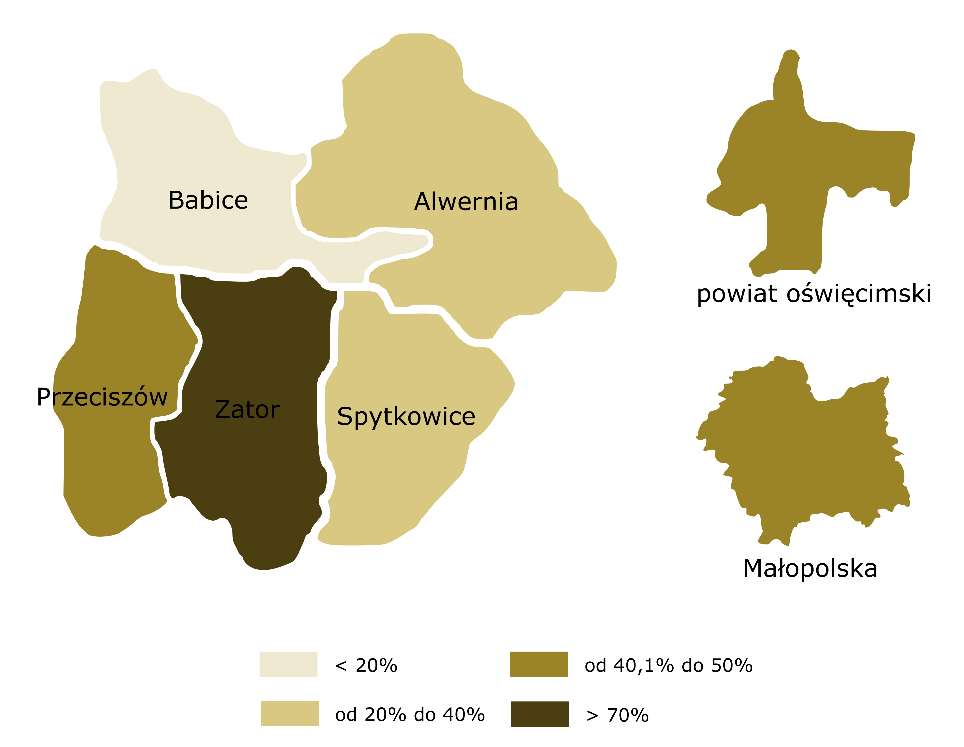 Babice
Alwernia
powiat oświęcimski
Przeciszów
Zator
Spytkowice
Małopolska
< 20%
od 40,1% do 50%
od 20% do 40%
> 70%